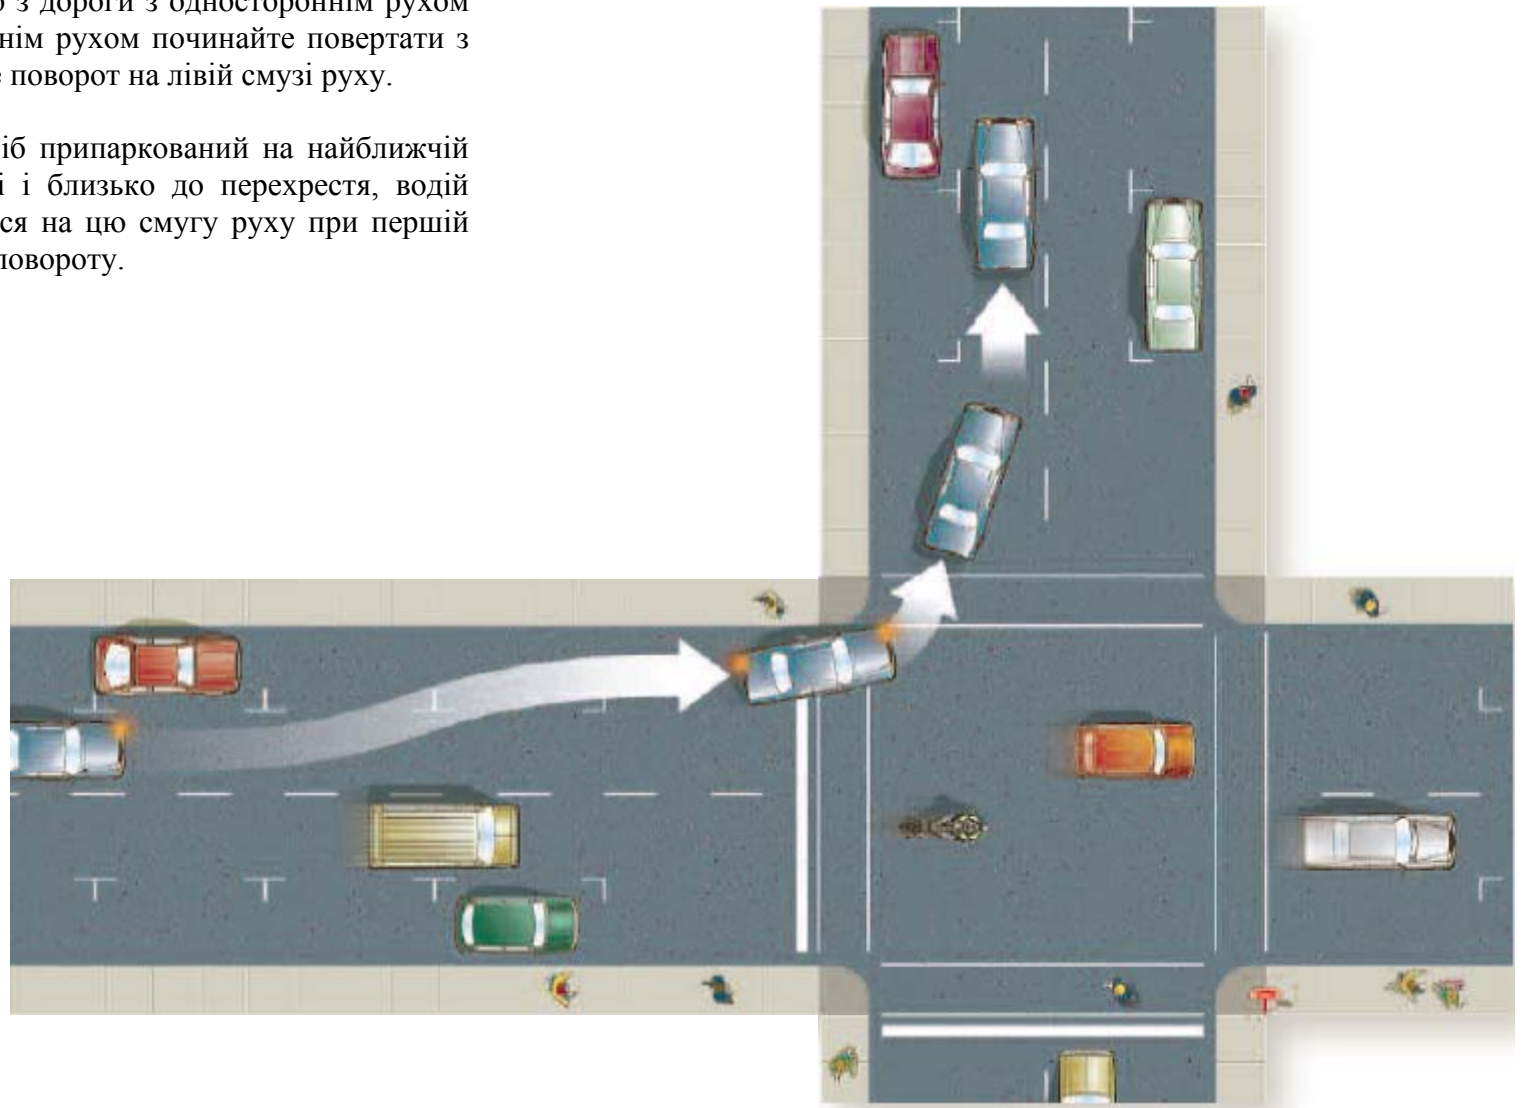 з дороги з одностороннім рухом
нім рухом починайте повертати з
поворот на лівій смузі руху.
іб припаркований на найближчій
і і близько до перехрестя, водій
ся на цю смугу руху при першій
повороту.